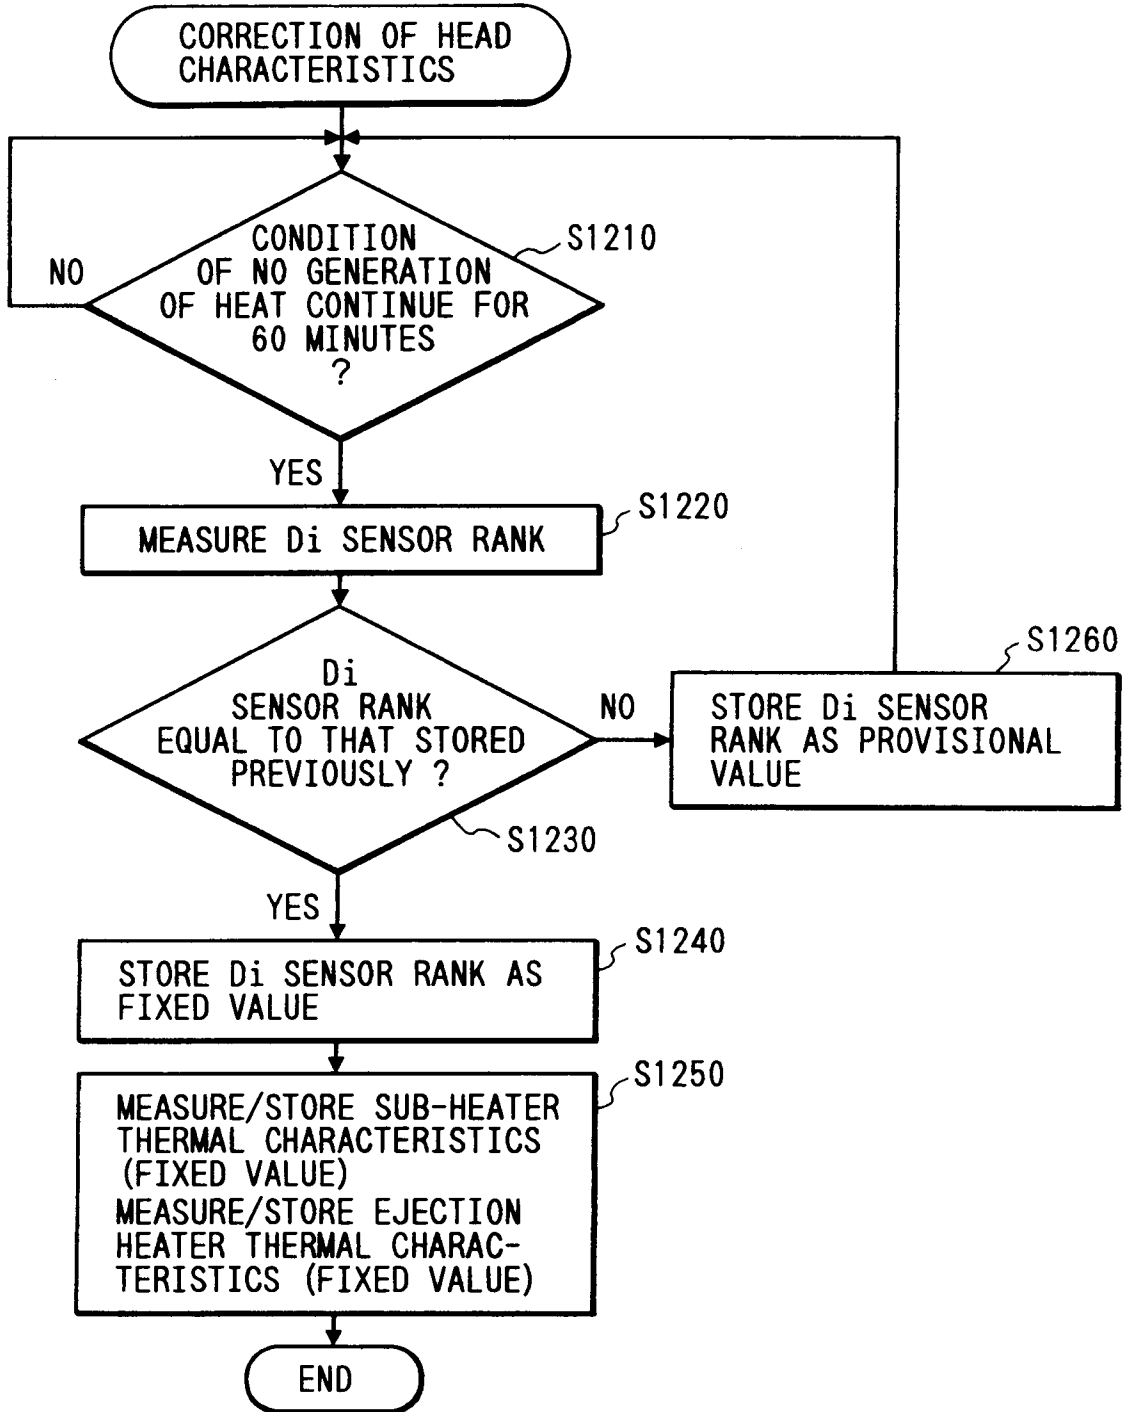 CORRECTION OF HEAD
CHARACTERISTICS
CONDITION
OF NO GENERATION
OF HEAT CONTINUE FOR
60 MINUTES
?
S1210
NO
YES
MEASURE Di SENSOR RANK
S1220
Di
SENSOR RANK
EQUAL TO THAT STORED
PREVIOUSLY ?
S1230
NO
STORE Di SENSOR
RANK AS PROVISIONAL
VALUE
S1260
YES
STORE Di SENSOR RANK AS
FIXED VALUE
S1240
MEASURE/STORE SUB-HEATER
THERMAL CHARACTERISTICS
(FIXED VALUE)
MEASURE/STORE EJECTION
HEATER THERMAL CHARAC-
TERISTICS (FIXED VALUE)
S1250
END